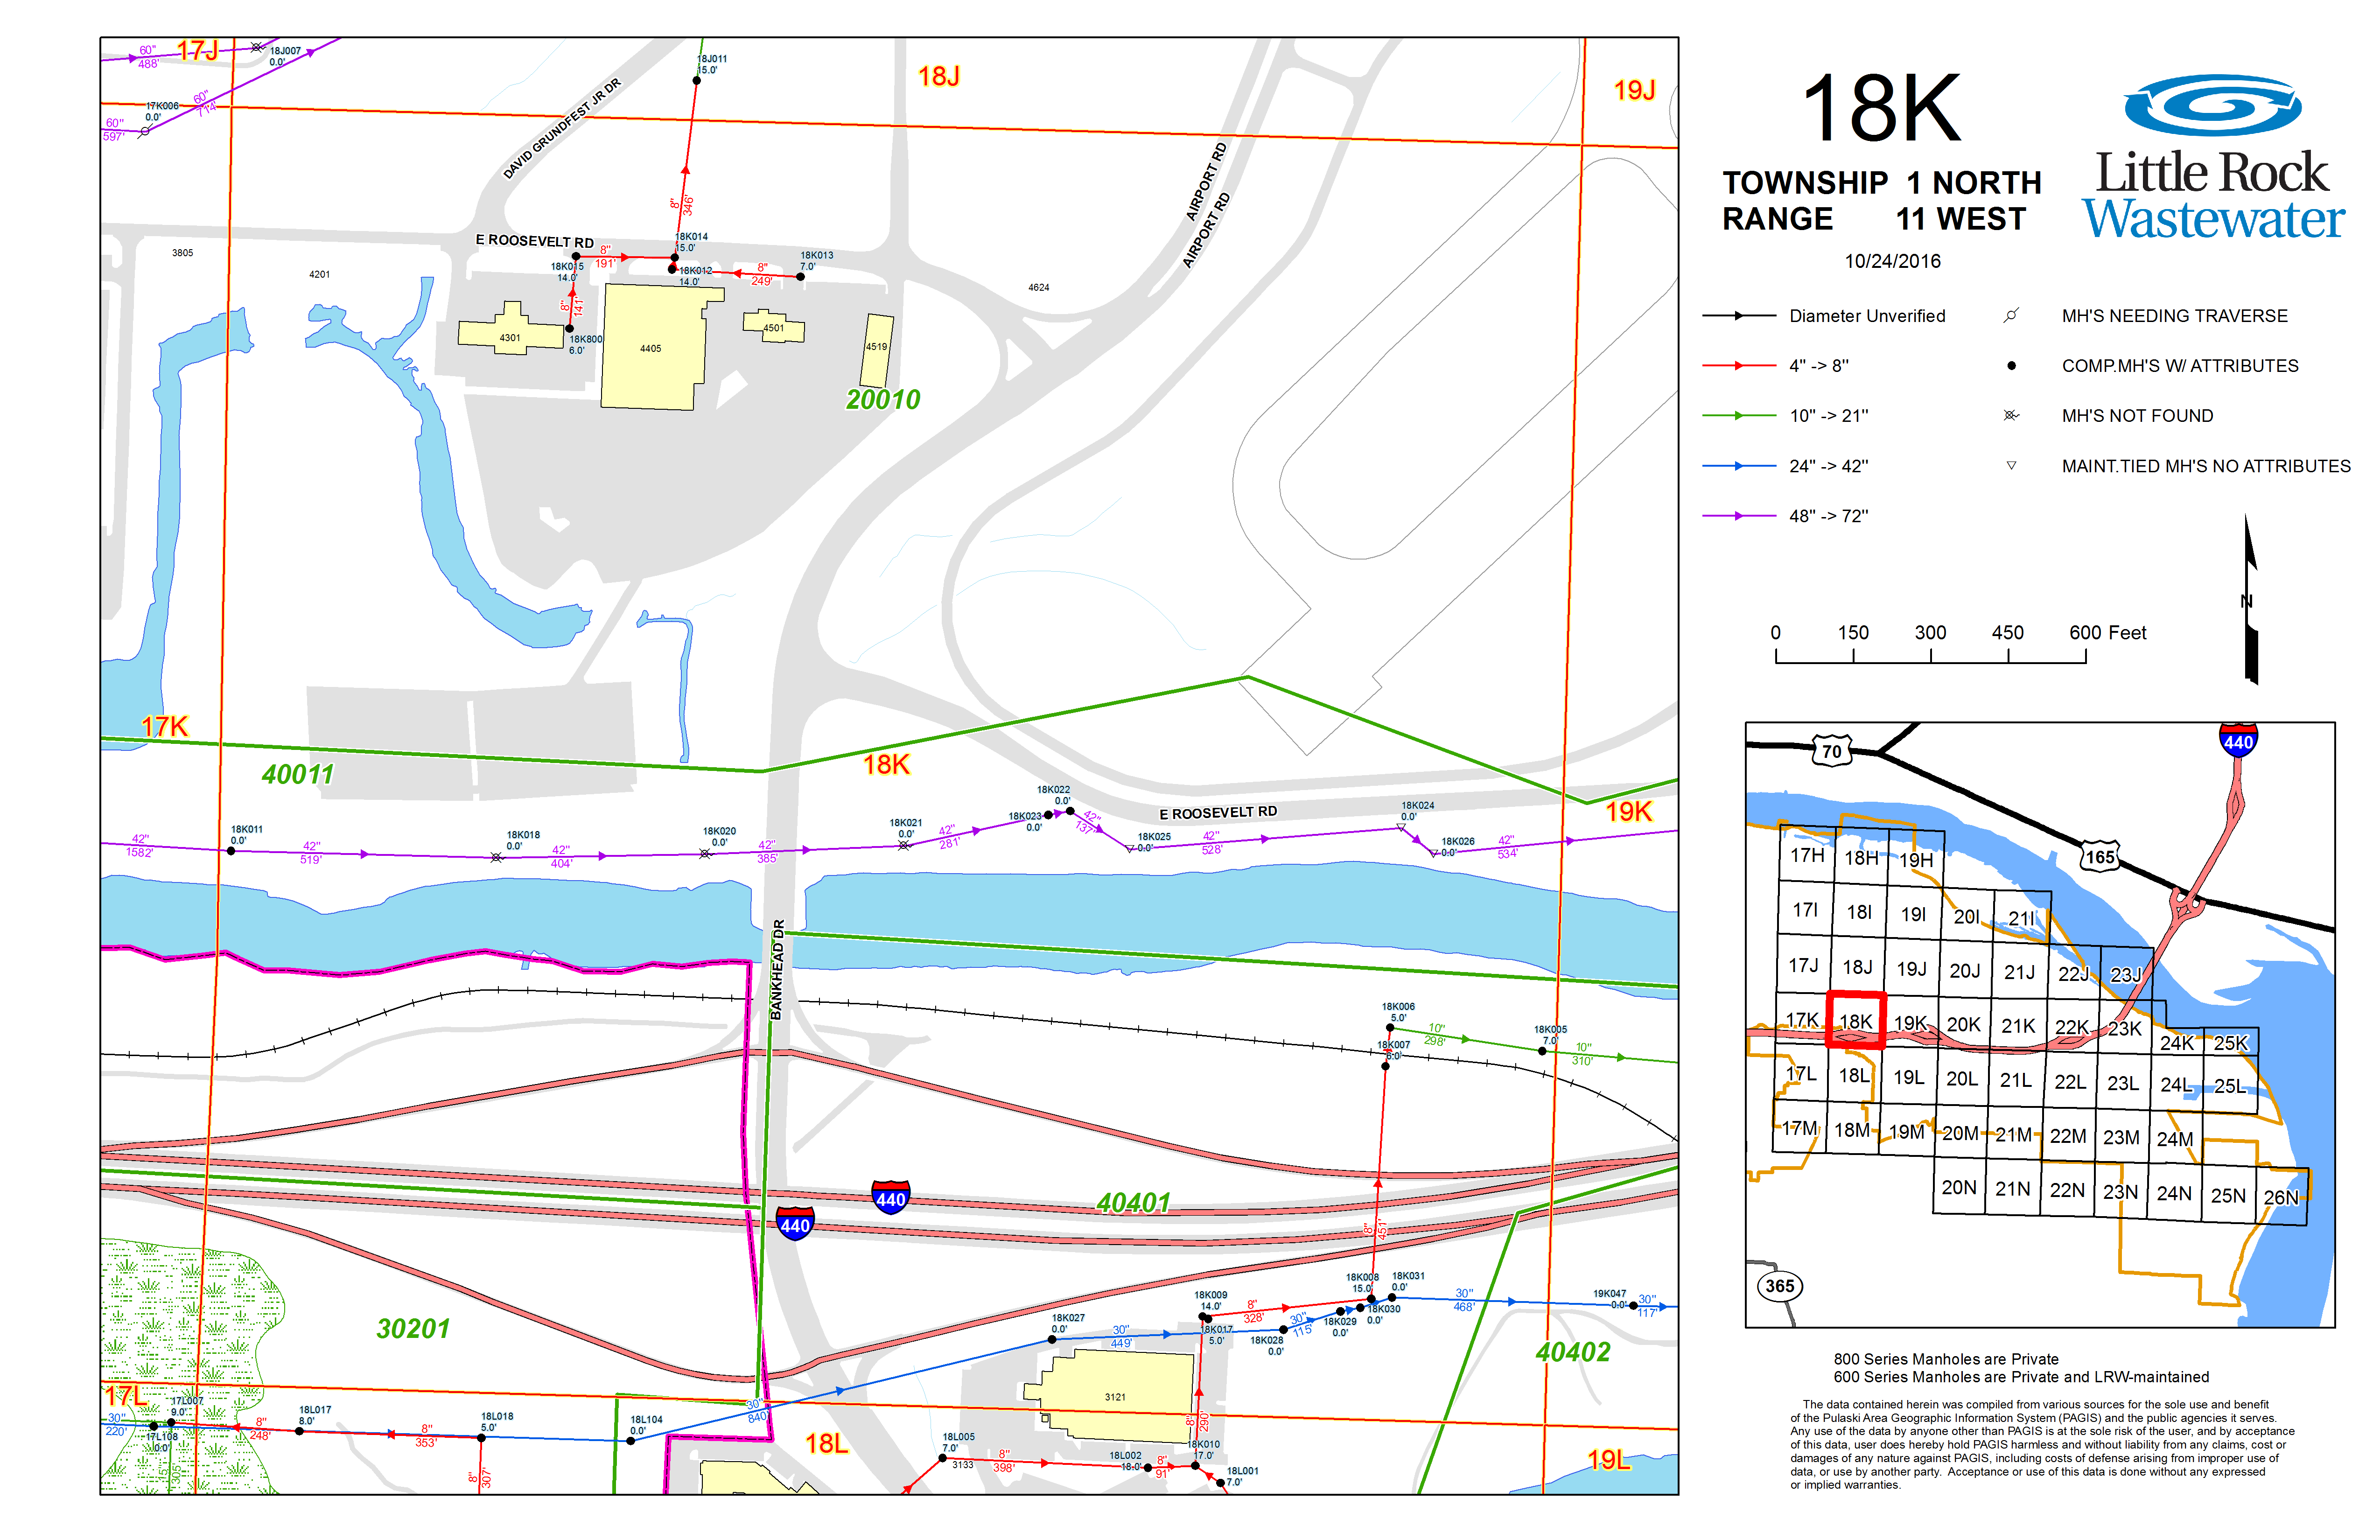 18K
TOWNSHIP 1 NORTH
RANGE 11 WEST
10/24/2016
Little Rock
Wastewater
Diameter Unverified
4" -> 8"
10" -> 21"
24" -> 42"
48" -> 72"
MH'S NEEDING TRAVERSE
COMP.MH'S W/ ATTRIBUTES
MH'S NOT FOUND
MAINT.TIED MH'S NO ATTRIBUTES
N
0 150 300 450 600 Feet
60"
488'
17J
18J007
0.0'
17K006
0.0'
60"
714'
60"
597'
18J011
15.0'
18J
19J
DAVID GRUNDFEST JR DR
AIRPORT RD
AIRPORT RD
8"
346'
3805
4201
E ROOSEVELT RD
18K015
14.0'
8"
191'
18K014
15.0'
18K012
14.0'
8"
249'
18K013
7.0'
8"
141'
18K800
6.0'
4301
4405
4501
4519
4624
20010
17K
40011
18K
19K
42"
1582'
18K011
0.0'
42"
519'
18K018
0.0'
42"
404'
18K020
0.0'
42"
385'
18K021
0.0'
42"
281'
18K023
0.0'
18K022
0.0'
42"
137'
18K025
0.0'
E ROOSEVELT RD
42"
528'
18K024
0.0'
18K026
0.0'
42"
534'
BANKHEAD DR
18K006
5.0'
18K007
6.0'
10"
298'
18K005
7.0'
10"
310'
440
440
40401
8"
451'
30201
40402
18K027
0.0'
30"
449'
18K009
14.0'
18K017
5.0'
8"
328'
18K028
0.0'
30"
115'
18K029
0.0'
18K008
15.0'
18K030
0.0'
18K031
0.0'
30"
468'
19K047
0.0'
30"
117'
3121
8"
290'
17L
30"
220'
17L007
9.0'
17L108
0.0'
15"
305'
8"
248'
18L017
8.0'
8"
353'
18L018
5.0'
8"
307'
18L104
0.0'
30"
840'
18L
18L005
7.0'
3133
8"
398'
18L002
18.0'
8"
91'
18K010
17.0'
18L001
7.0'
19L
70
440
165
365
17H 18H 19H
17I 18I 19I 20I 21I
17J 18J 19J 20J 21J 22J 23J
17K 18K 19K 20K 21K 22K 23K 24K 25K
17L 18L 19L 20L 21L 22L 23L 24L 25L
17M 18M 19M 20M 21M 22M 23M 24M
20N 21N 22N 23N 24N 25N 26N
800 Series Manholes are Private
600 Series Manholes are Private and LRW-maintained
The data contained herein was compiled from various sources for the sole use and benefit
of the Pulaski Area Geographic Information System (PAGIS) and the public agencies it serves.
Any use of the data by anyone other than PAGIS is at the sole risk of the user, and by acceptance
of this data, user does hereby hold PAGIS harmless and without liability from any claims, cost or
damages of any nature against PAGIS, including costs of defense arising from improper use of
data, or use by another party. Acceptance or use of this data is done without any expressed
or implied warranties.